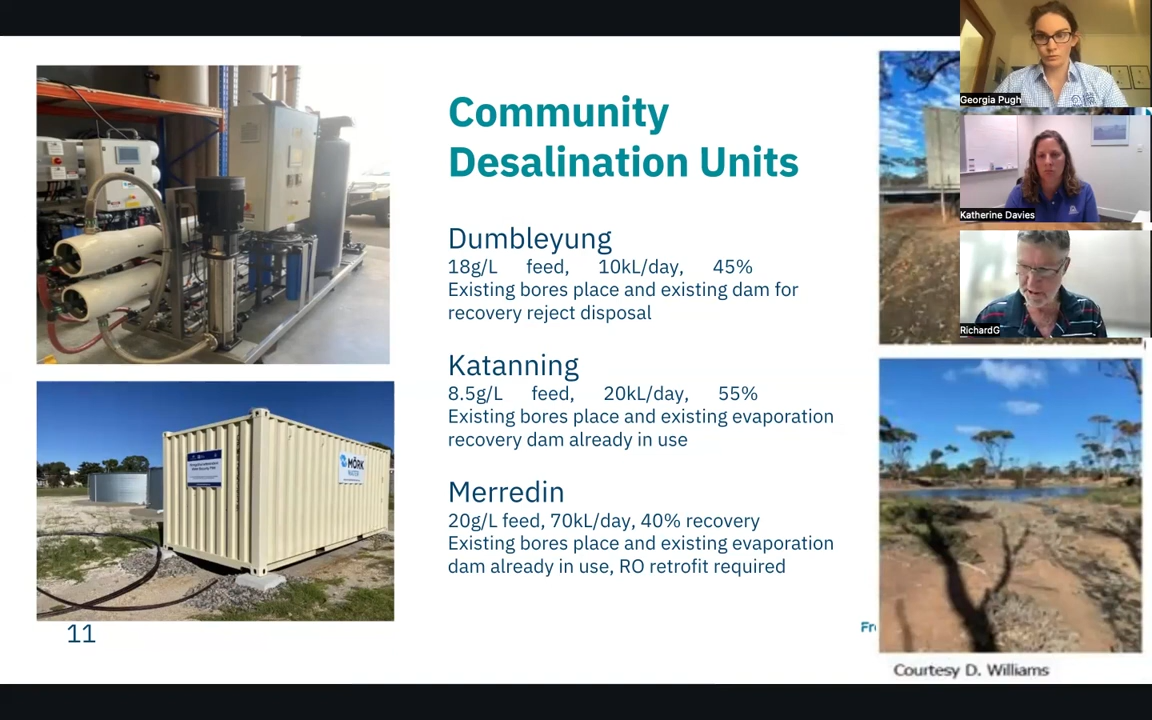 Community
Desalination Units
Dumbleyung
18g/L feed, 10kL/day, 45%
Existing bores place and existing dam for
recovery reject disposal
Katanning
8.5g/L feed, 20kL/day, 55%
Existing bores place and existing evaporation
recovery dam already in use
Merredin
20g/L feed, 70kL/day, 40% recovery
Existing bores place and existing evaporation
dam already in use, RO retrofit required
MÖRK
WATER
11
Fr
Courtesy D. Williams
Georgia Pugh
Katherine Davies
RichardG